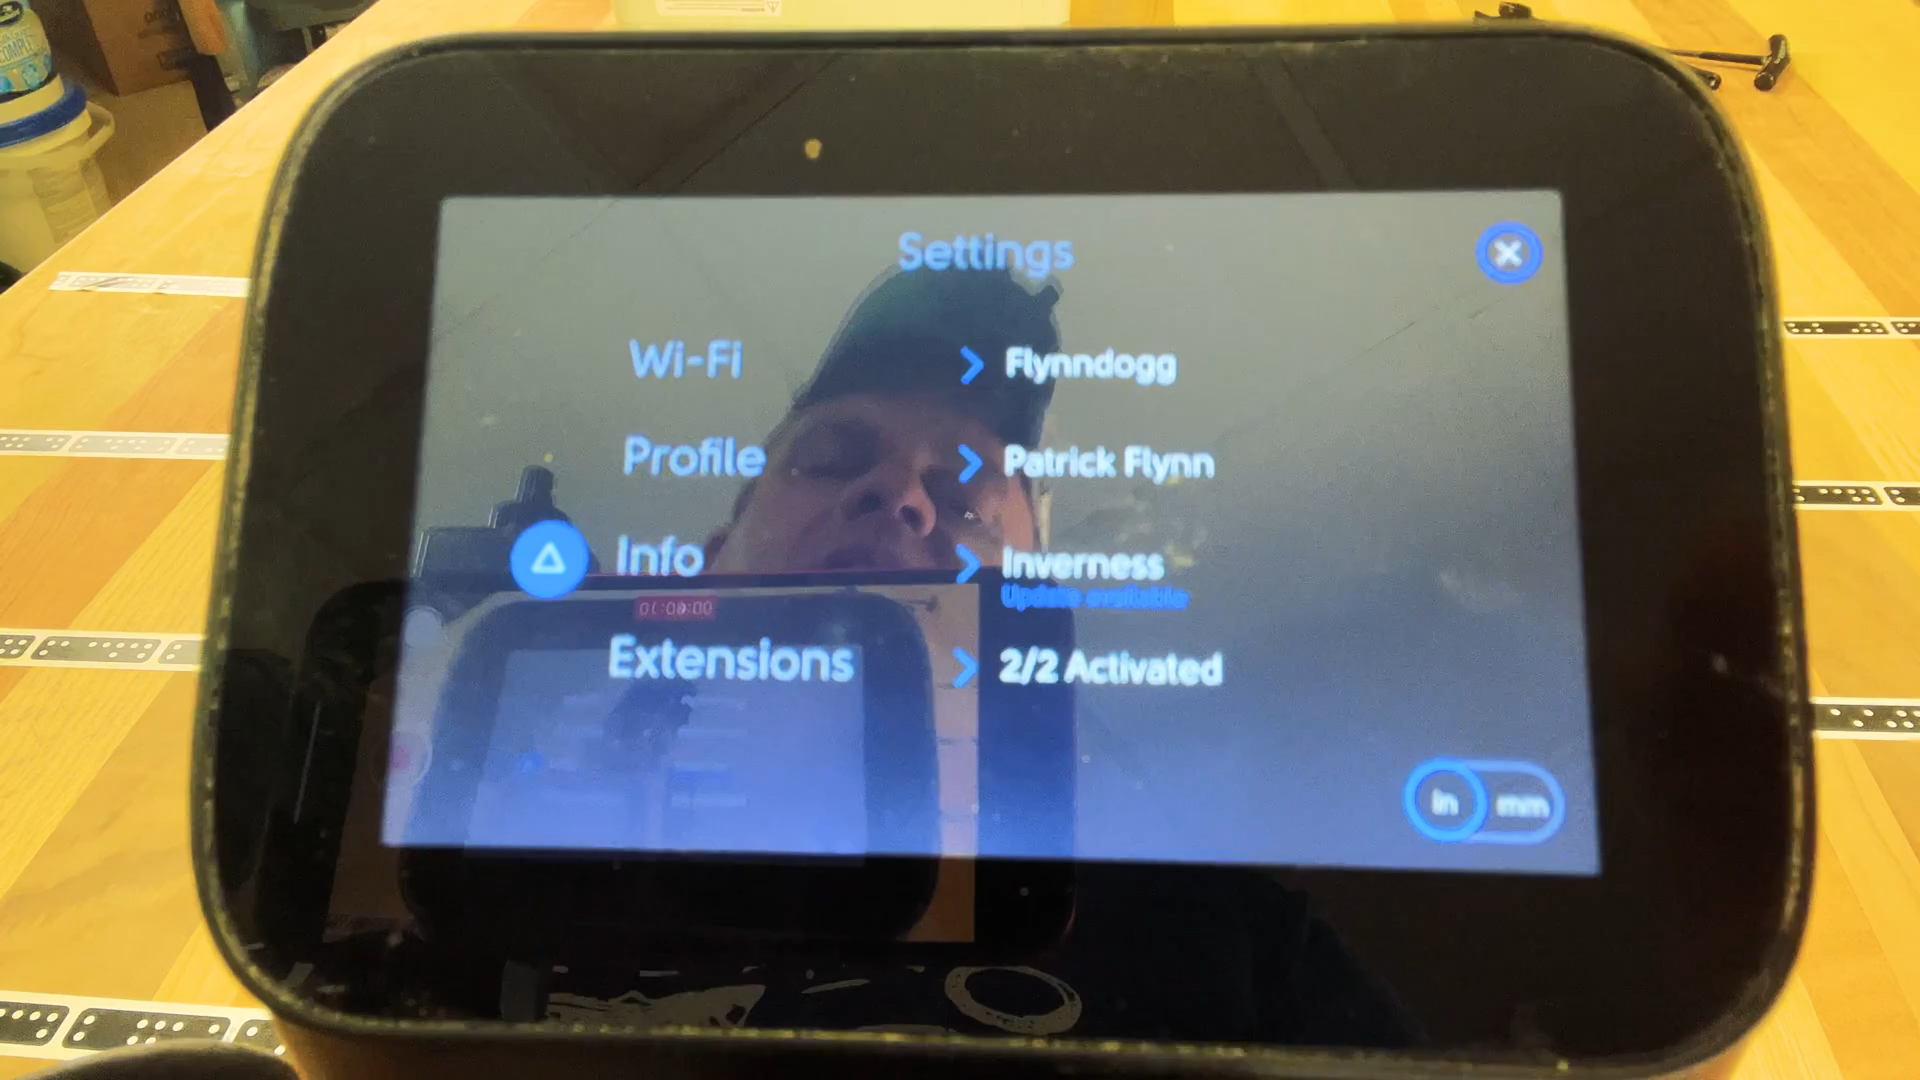 Settings
Wi-Fi > Flynndogg
Profile > Patrick Flynn
Info > Inverness
Update available
Extensions > 2/2 Activated
in mm